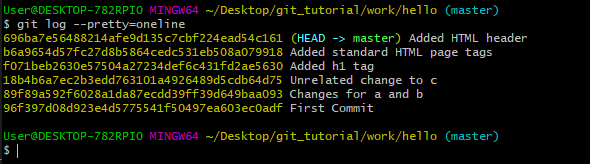 User@DESKTOP-782RPIO MINGW64 ~/Desktop/git_tutorial/work/hello (master)
$ git log --pretty=oneline
696ba7e56488214afe9d135c7cbf224ead54c161 (HEAD -> master) Added HTML header
b6a9654d57fc27d8b5864cedc531eb508a079918 Added standard HTML page tags
f071beb2630e57504a27234def6c431fd2ae5630 Added h1 tag
18b4b6a7ec2b3edd763101a4926489d5cdb64d75 Unrelated change to c
89f89a592f6028a1da87ecdd39ff39d649baa093 Changes for a and b
96f397d08d923e4d5775541f50497ea603ec0adf First Commit
User@DESKTOP-782RPIO MINGW64 ~/Desktop/git_tutorial/work/hello (master)
$